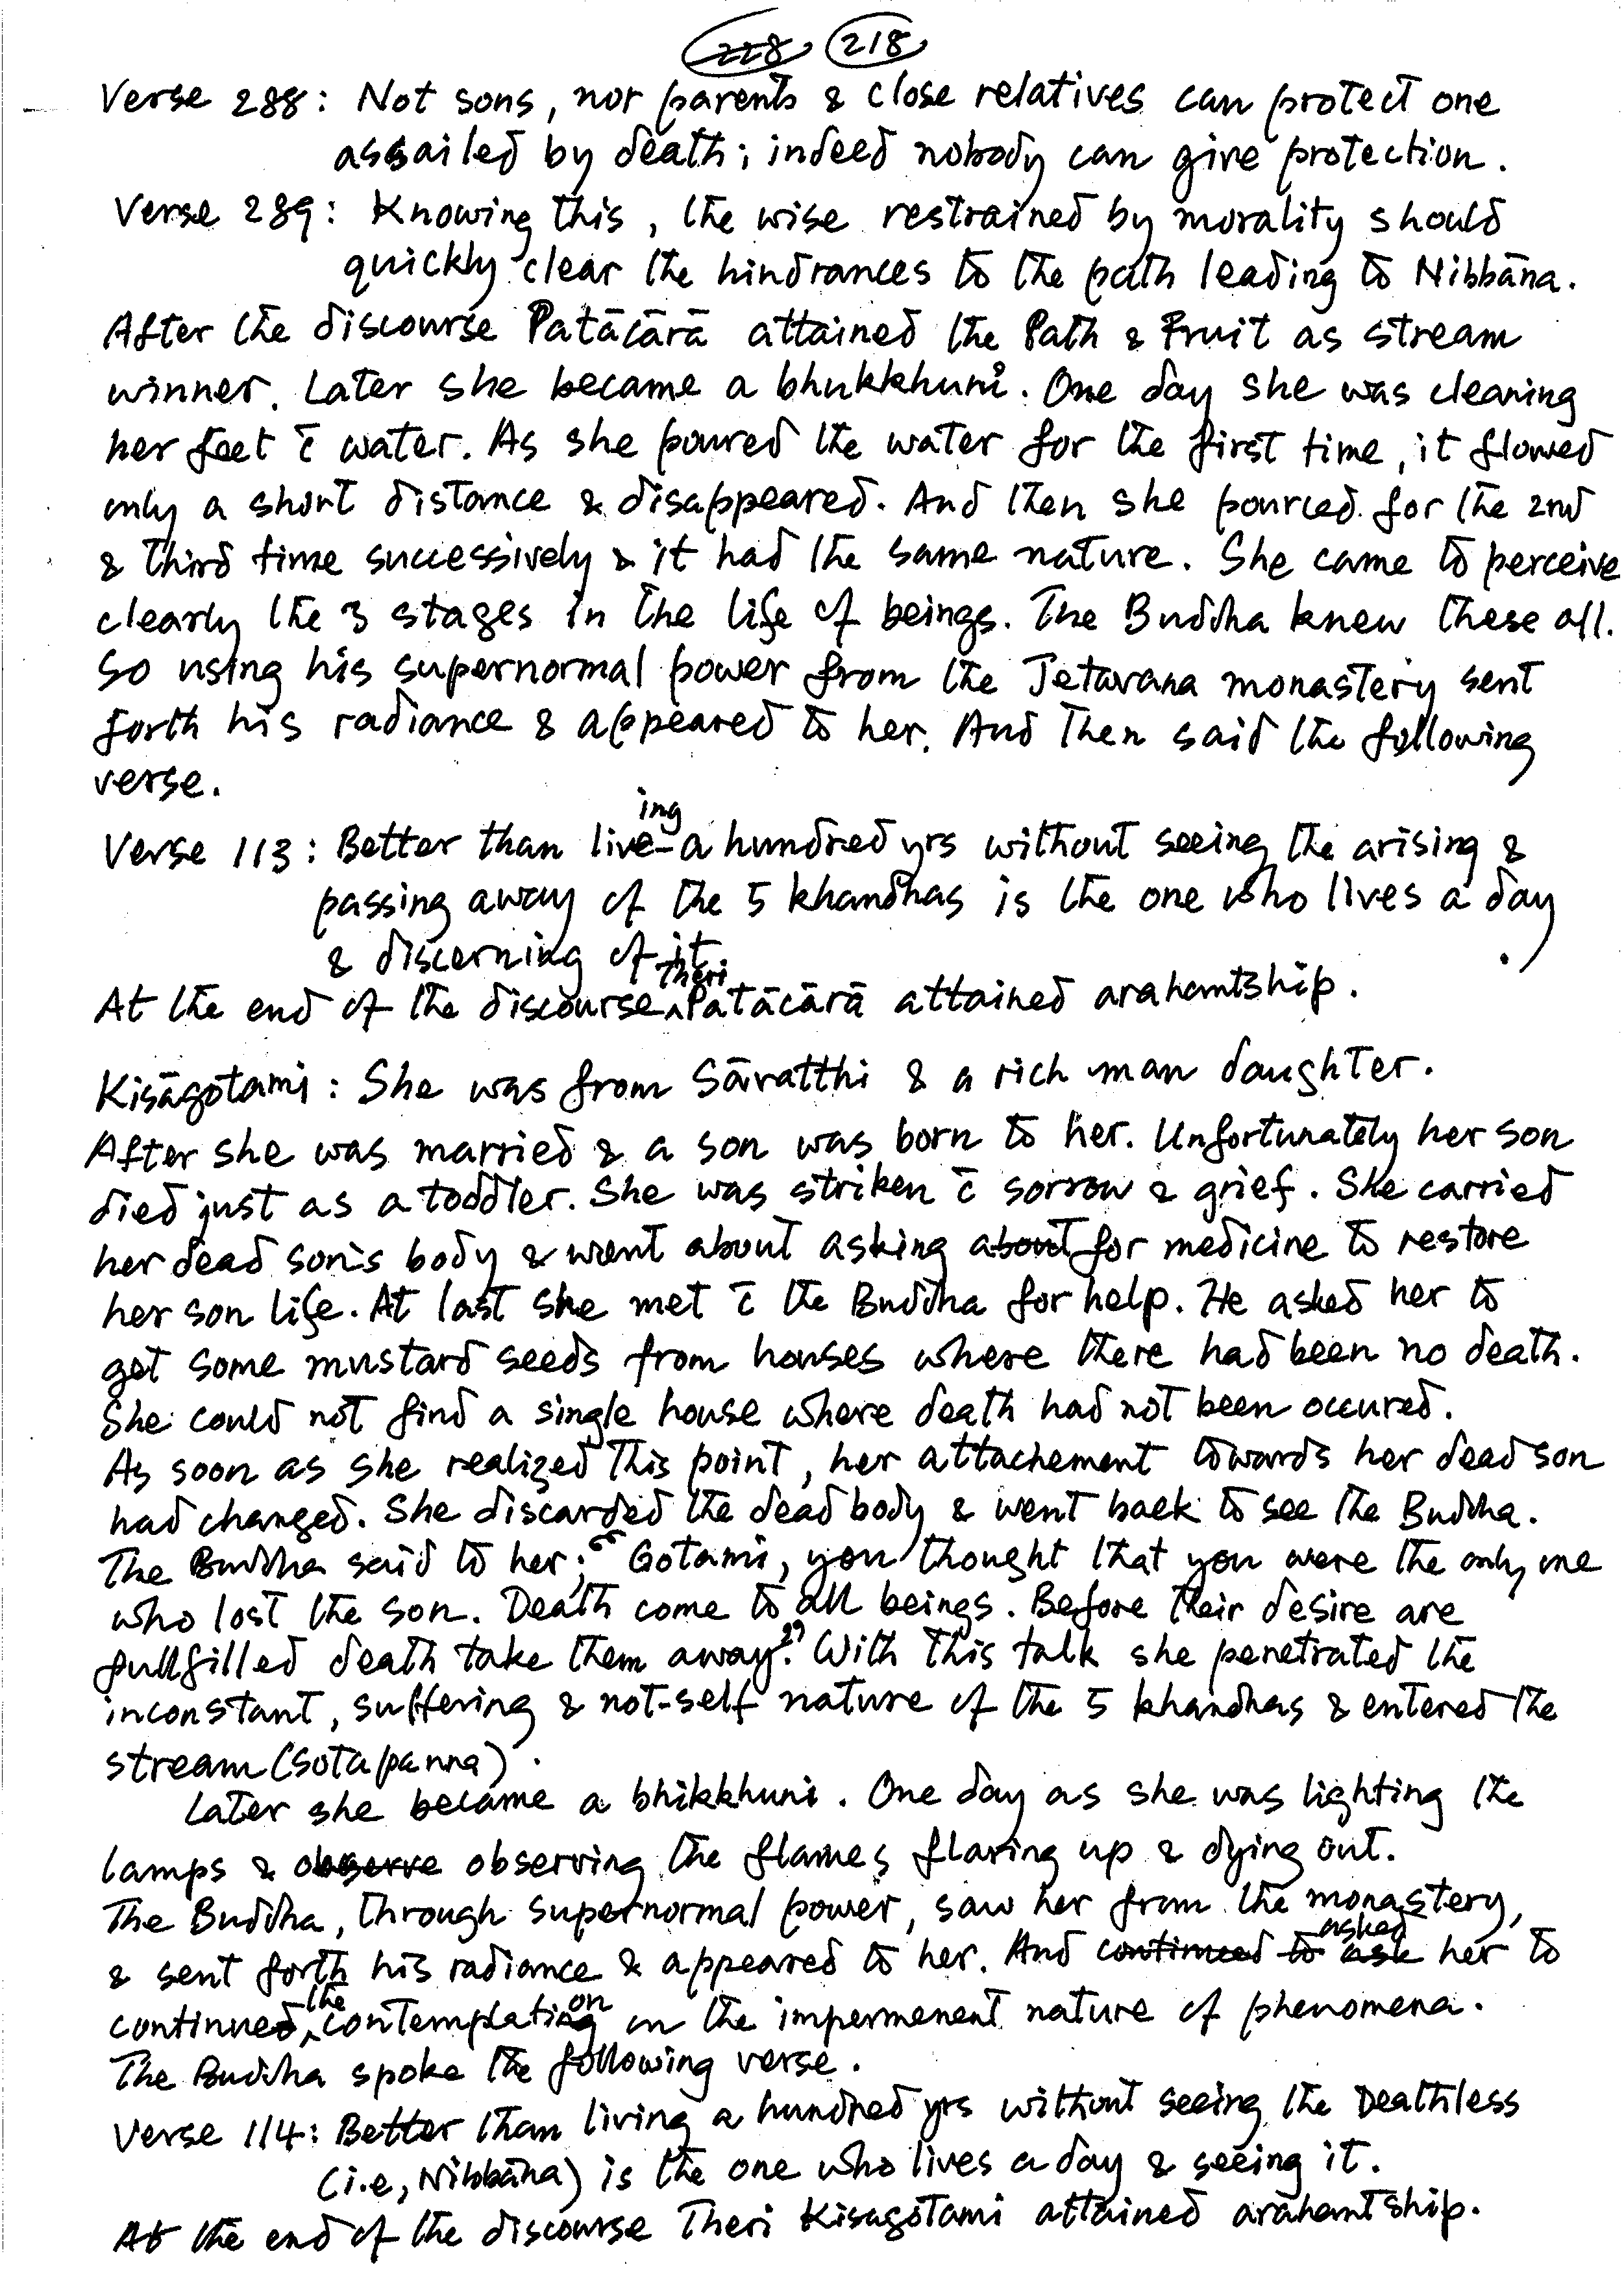 228 218
Verse 288: Not sons, nor parents & close relatives can protect one
assailed by death; indeed nobody can give protection.
Verse 289: Knowing this, the wise restrained by morality should
quickly clear the hindrances to the path leading to Nibbāna.
After the discourse Patācārā attained the Path & Fruit as stream
winner. Later she became a bhukkhuni. One day she was cleaning
her feet c̄ water. As she poured the water for the first time, it flowed
only a short distance & disappeared. And then she pourced for the 2nd
& third time successively & it had the same nature. She came to perceive
clearly the 3 stages in the life of beings. The Buddha knew these all.
So using his supernormal power from the Jetavana monastery sent
forth his radiance & appeared to her. And then said the following
verse.
Verse 113: Better than liveing a hundred yrs without seeing the arising &
passing away of the 5 khandhas is the one who lives a day
& discerning of it.
At the end of the discourse Theri Patācārā attained arahantship.
Kisāgotami: She was from Sāvatthi & a rich man daughter.
After she was married & a son was born to her. Unfortunately her son
died just as a toddler. She was striken c̄ sorrow & grief. She carried
her dead son's body & went about asking about for medicine to restore
her son life. At last she met c̄ the Buddha for help. He asked her to
get some mustard seeds from houses where there had been no death.
She could not find a single house where death had not been occured.
As soon as she realized this point, her attachement towards her dead son
had changed. She discarded the dead body & went back to see the Buddha.
The Buddha said to her; "Gotami, you thought that you were the only one
who lost the son. Death come to all beings. Before their desire are
fullfilled death take them away." With this talk she penetrated the
inconstant, suffering & not-self nature of the 5 khandhas & entered the
stream (sotapanna).
Later she became a bhikkhuni. One day as she was lighting the
lamps & observe observing the flames flaring up & dying out.
The Buddha, through supernormal power, saw her from the monastery,
& sent forth his radiance & appeared to her. And continued to ask asked her to
continued the contemplation on the impermenent nature of phenomena.
The Buddha spoke the following verse.
Verse 114: Better than living a hundred yrs without seeing the Deathless
(i.e, Nibbāna) is the one who lives a day & seeing it.
At the end of the discourse Theri Kisagotami attained arahantship.